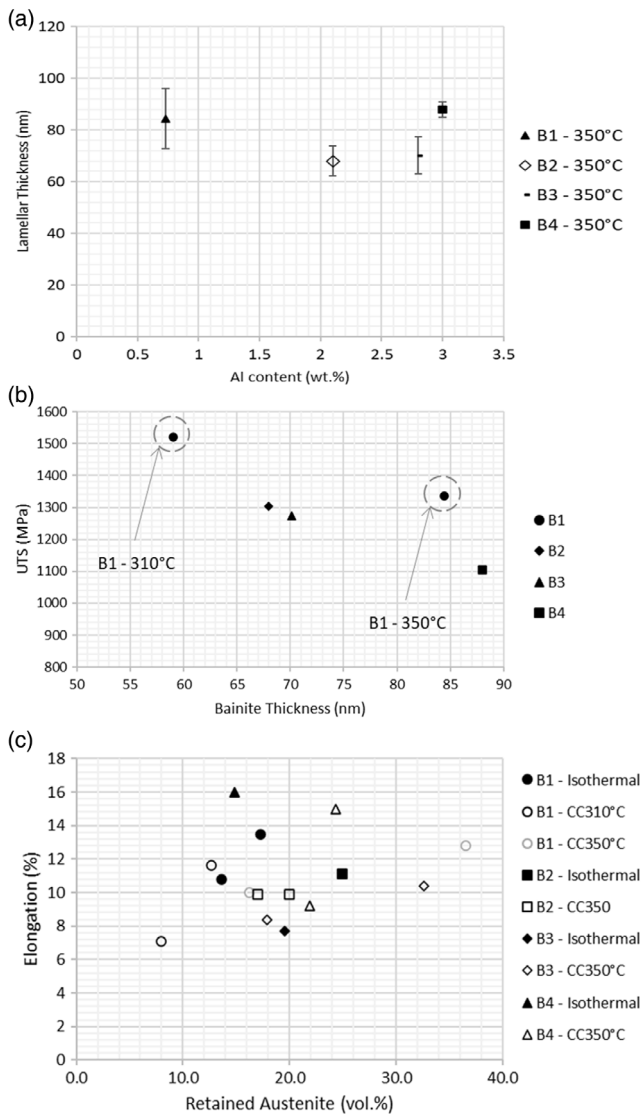 (a)
120
100
80
60
40
20
0
Lamellar Thickness (nm)
0 0.5 1 1.5 2 2.5 3 3.5
Al content (wt.%)
B1 - 350°C
B2 - 350°C
B3 - 350°C
B4 - 350°C
(b)
1600
1500
1400
1300
1200
1100
1000
900
800
UTS (MPa)
B1 - 310°C
B1 - 350°C
50 55 60 65 70 75 80 85 90
Bainite Thickness (nm)
B1
B2
B3
B4
(c)
18
16
14
12
10
8
6
4
2
0
Elongation (%)
0.0 10.0 20.0 30.0 40.0
Retained Austenite (vol.%)
B1 - Isothermal
B1 - CC310°C
B1 - CC350°C
B2 - Isothermal
B2 - CC350
B3 - Isothermal
B3 - CC350°C
B4 - Isothermal
B4 - CC350°C